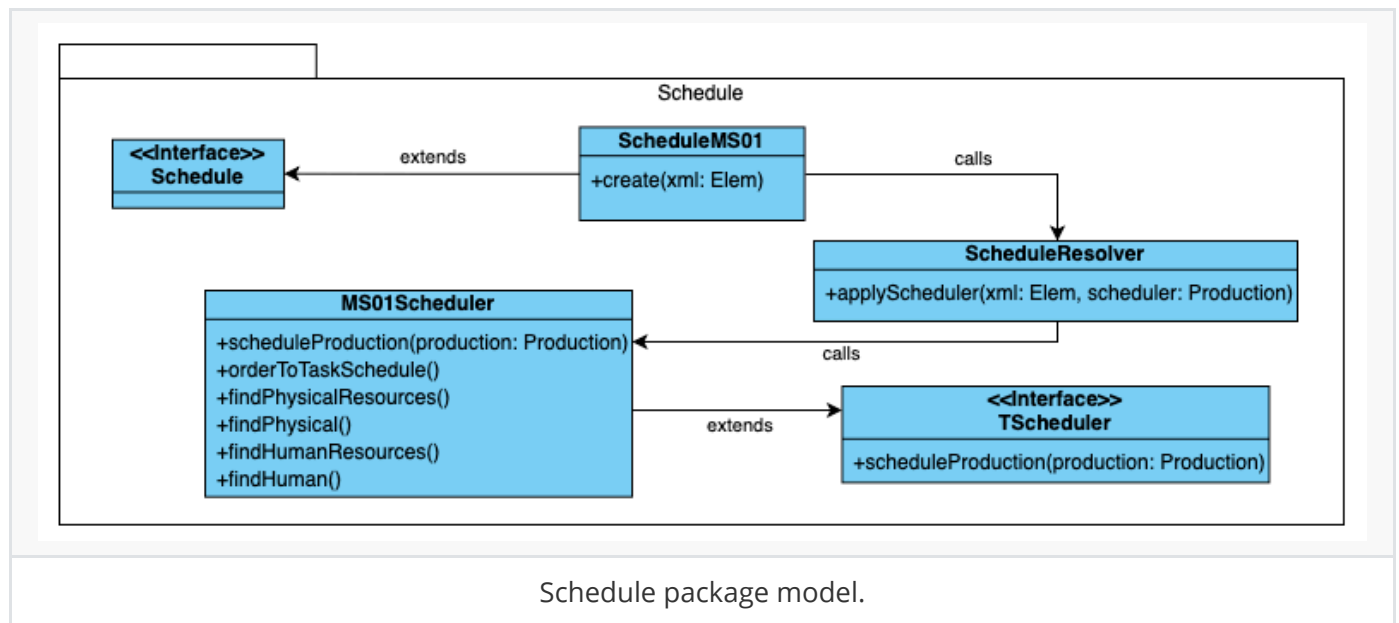 Schedule
<<Interface>>
Schedule
extends
ScheduleMS01
+create(xml: Elem)
calls
ScheduleResolver
+applyScheduler(xml: Elem, scheduler: Production)
MS01Scheduler
+scheduleProduction(production: Production)
+orderToTaskSchedule()
+findPhysicalResources()
+findPhysical()
+findHumanResources()
+findHuman()
calls
extends
<<Interface>>
TScheduler
+scheduleProduction(production: Production)
Schedule package model.